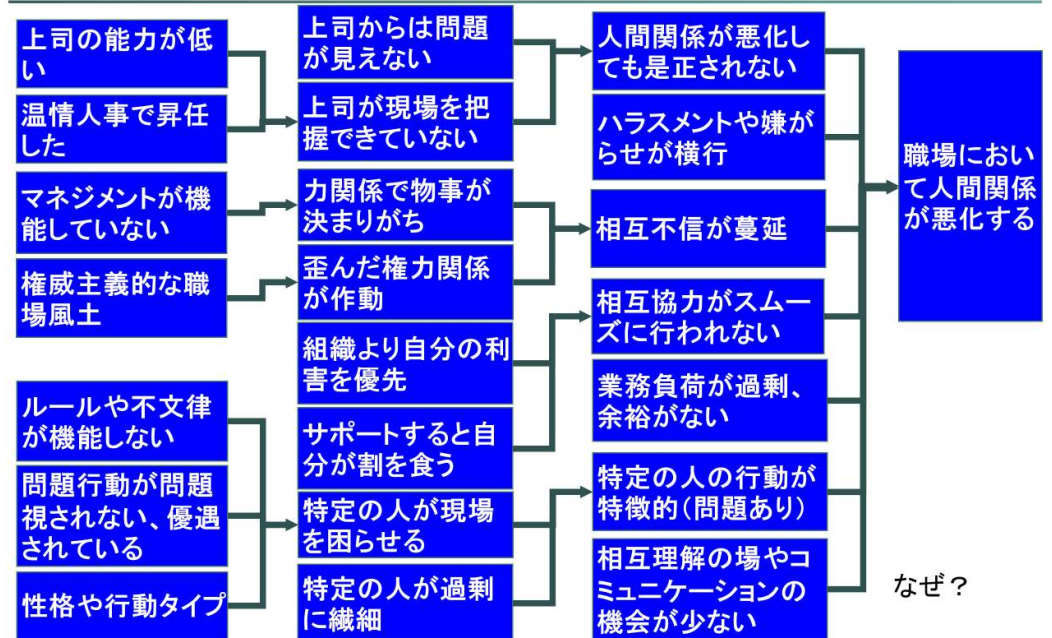 上司の能力が低
い
温情人事で昇任
した
マネジメントが機
能していない
権威主義的な職
場風土
ルールや不文律
が機能しない
問題行動が問題
視されない、優遇
されている
性格や行動タイプ
上司からは問題
が見えない
上司が現場を把
握できていない
力関係で物事が
決まりがち
歪んだ権力関係
が作動
組織より自分の利
害を優先
サポートすると自
分が割を食う
特定の人が現場
を困らせる
特定の人が過剰
に繊細
人間関係が悪化し
ても是正されない
ハラスメントや嫌が
らせが横行
相互不信が蔓延
相互協力がスムー
ズに行われない
業務負荷が過剰、
余裕がない
特定の人の行動が
特徴的(問題あり)
相互理解の場やコ
ミュニケーションの
機会が少ない
職場におい
て人間関係
が悪化する
なぜ?